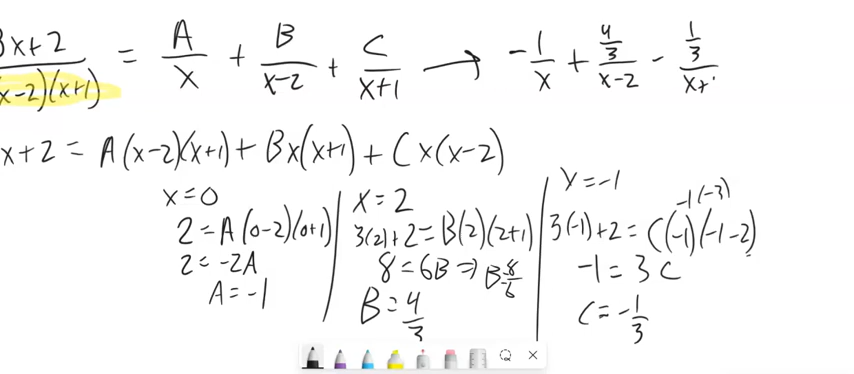 3x+2 / (x-2)(x+1) = A/x + B/(x-2) + C/(x+1) → -1/x + (4/3)/(x-2) - (1/3)/(x+
x+2 = A(x-2)(x+1) + Bx(x+1) + Cx(x-2)
x=0
2=A(0-2)(0+1)
2=-2A
A=-1
x=2
3(2)+2=B(2)(2+1)
8=6B ⇒ B 8/6
B=4/3
x=-1
-1(-3)
3(-1)+2=C(-1)(-1-2)
-1=3C
C=-1/3